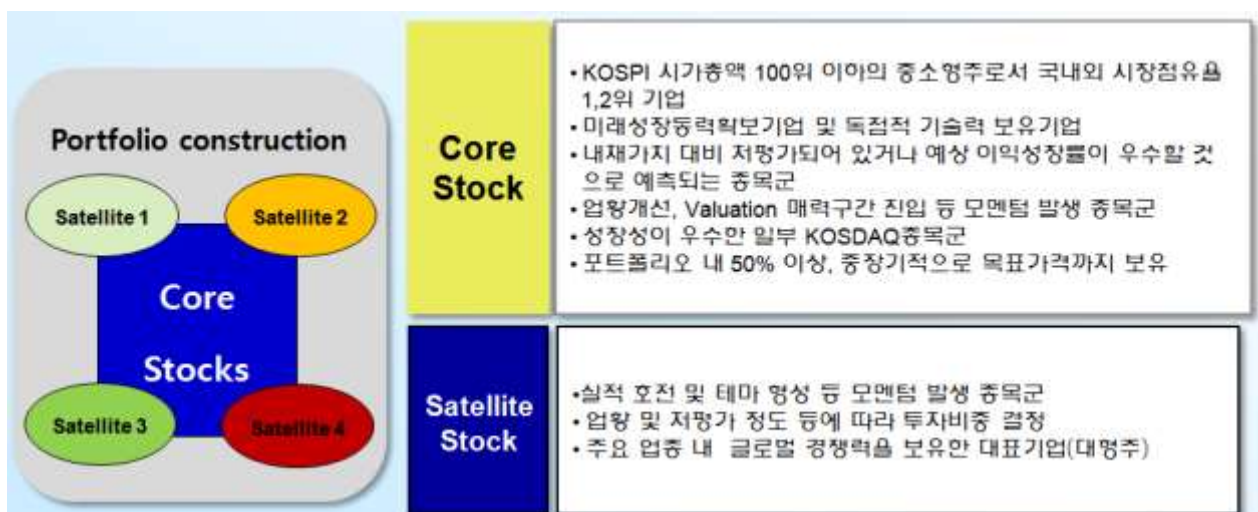 Portfolio construction
Satellite 1
Satellite 2
Core
Stocks
Satellite 3
Satellite 4
Core
Stock
• KOSPI 시가총액 100위 이하의 중소형주로서 국내외 시장점유율
1,2위 기업
• 미래성장동력확보기업 및 독점적 기술력 보유기업
• 내재가치 대비 저평가되어 있거나 예상 이익성장률이 우수할 것
으로 예측되는 종목군
• 업황개선, Valuation 매력구간 진입 등 모멘텀 발생 종목군
• 성장성이 우수한 일부 KOSDAQ종목군
• 포트폴리오 내 50% 이상, 중장기적으로 목표가격까지 보유
Satellite
Stock
• 실적 호전 및 테마 형성 등 모멘텀 발생 종목군
• 업황 및 저평가 정도 등에 따라 투자비중 결정
• 주요 업종 내 글로벌 경쟁력을 보유한 대표기업(대형주)